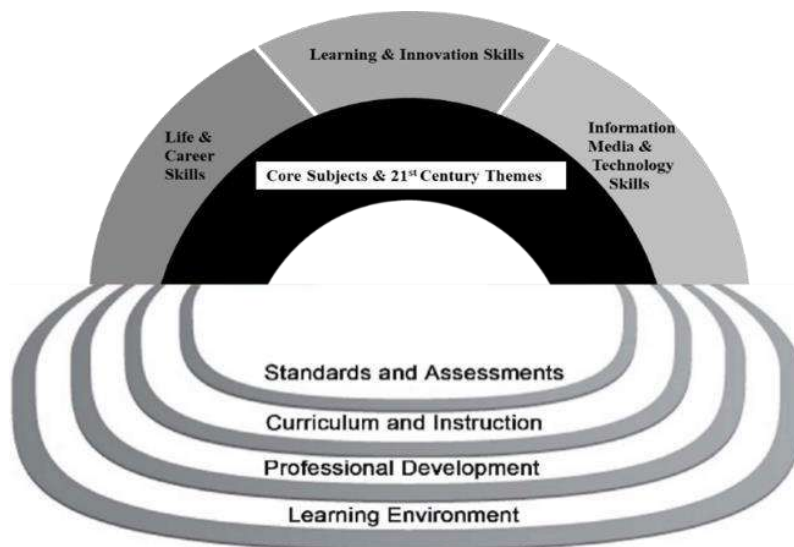 Learning & Innovation Skills
Life &
Career
Skills
Information
Media &
Technology
Skills
Core Subjects & 21st Century Themes
Standards and Assessments
Curriculum and Instruction
Professional Development
Learning Environment